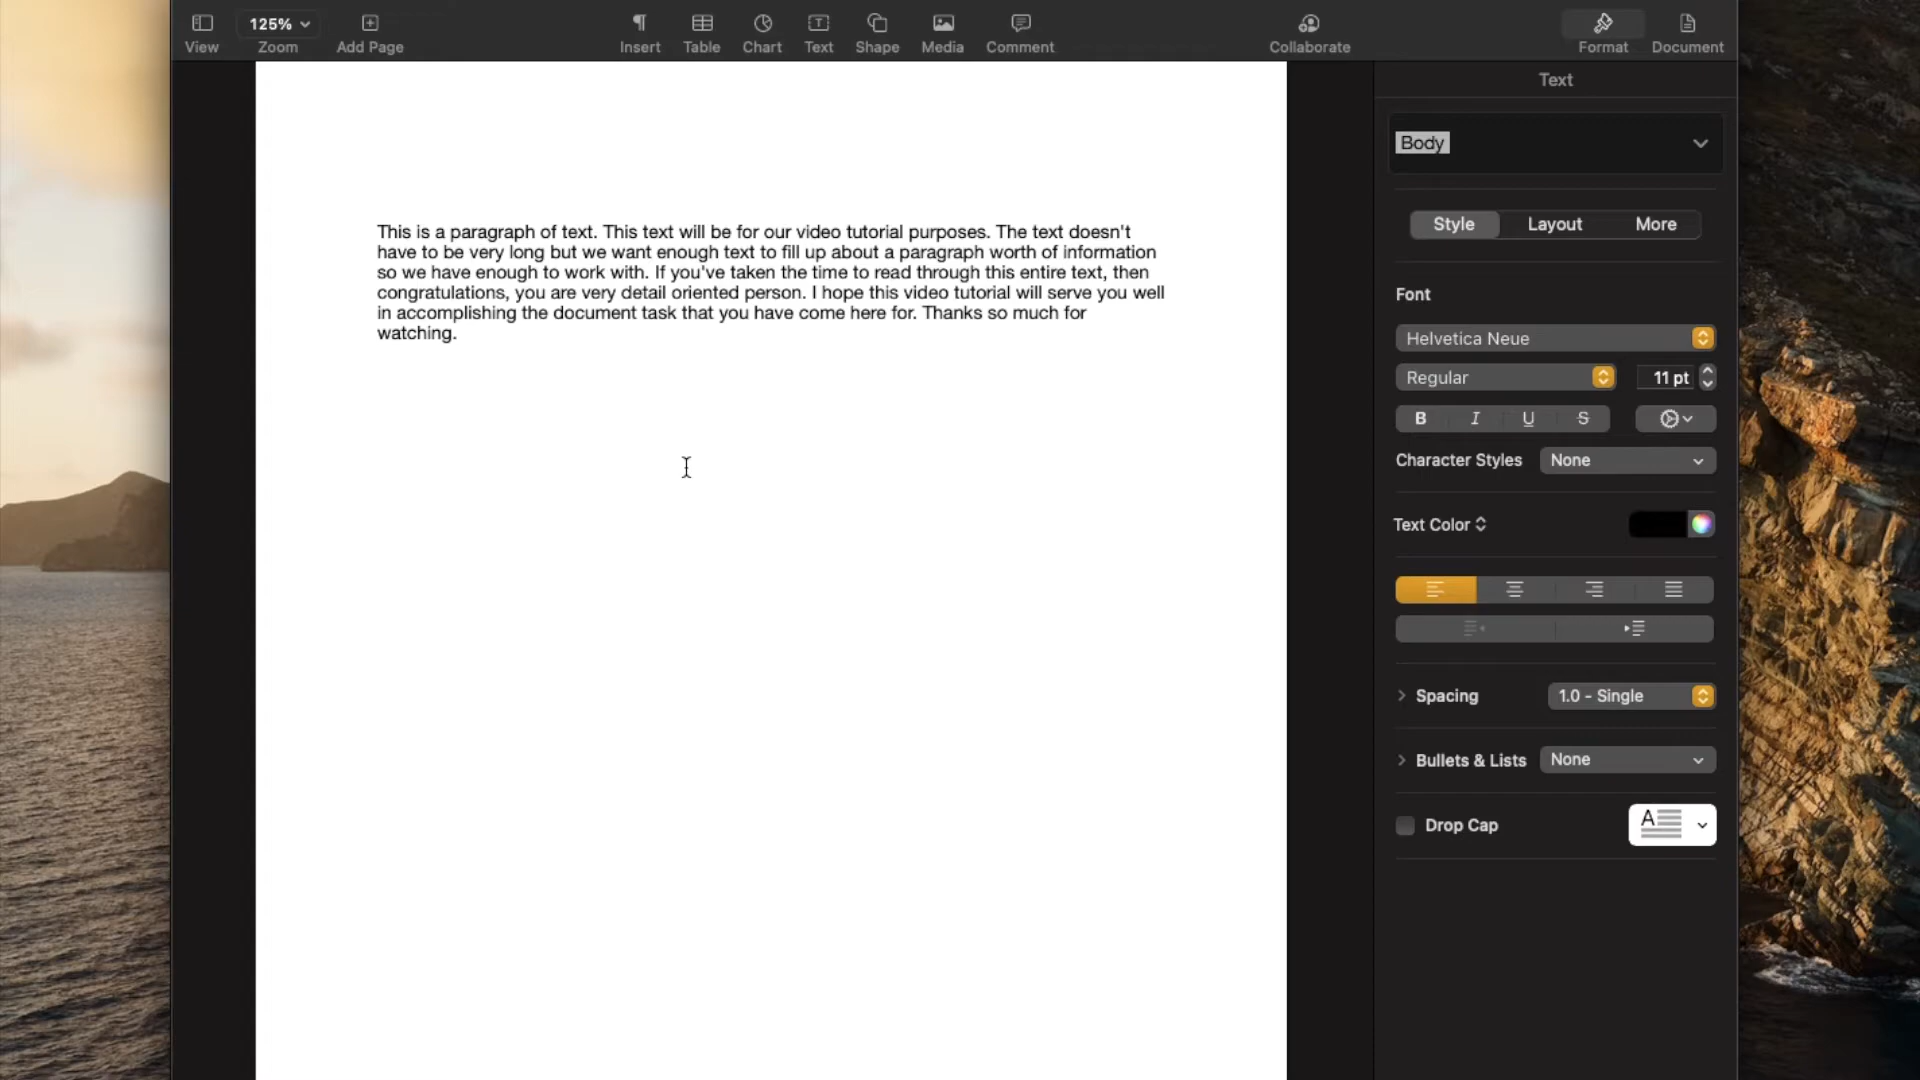 View
125%
Zoom
Add Page
Insert
Table
Chart
Text
Shape
Media
Comment
Collaborate
Format
Document
Text
Body
Style
Layout
More
Font
Helvetica Neue
Regular
11 pt
B I U S
Character Styles
None
Text Color
Spacing
1.0 - Single
Bullets & Lists
None
Drop Cap
A
This is a paragraph of text. This text will be for our video tutorial purposes. The text doesn't
have to be very long but we want enough text to fill up about a paragraph worth of information
so we have enough to work with. If you've taken the time to read through this entire text, then
congratulations, you are very detail oriented person. I hope this video tutorial will serve you well
in accomplishing the document task that you have come here for. Thanks so much for
watching.